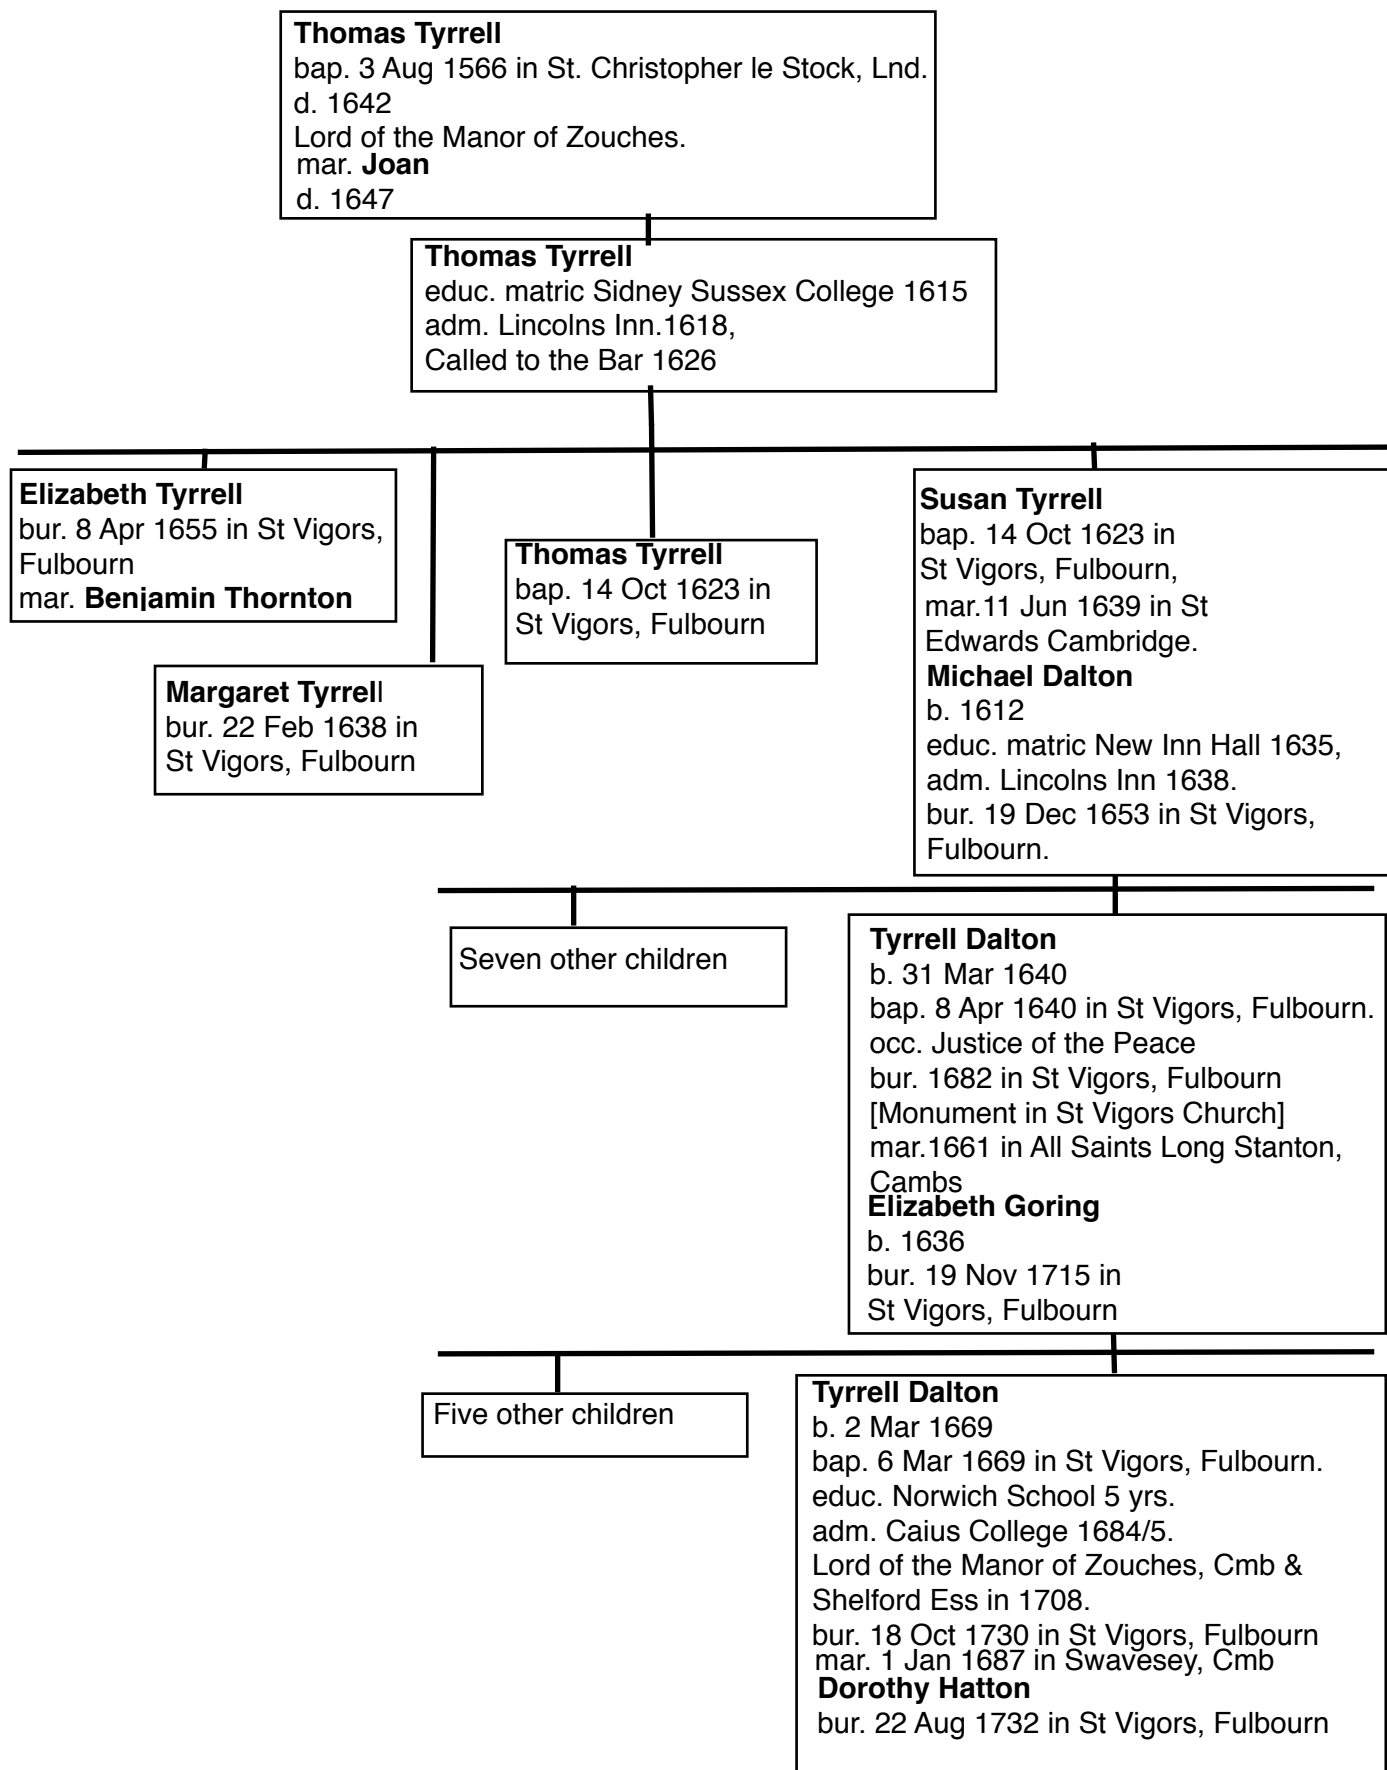 Thomas Tyrrell
bap. 3 Aug 1566 in St. Christopher le Stock, Lnd.
d. 1642
Lord of the Manor of Zouches.
mar. Joan
d. 1647
Thomas Tyrrell
educ. matric Sidney Sussex College 1615
adm. Lincolns Inn.1618,
Called to the Bar 1626
Elizabeth Tyrrell
bur. 8 Apr 1655 in St Vigors,
Fulbourn
mar. Benjamin Thornton
Margaret Tyrrell
bur. 22 Feb 1638 in
St Vigors, Fulbourn
Thomas Tyrrell
bap. 14 Oct 1623 in
St Vigors, Fulbourn
Susan Tyrrell
bap. 14 Oct 1623 in
St Vigors, Fulbourn,
mar.11 Jun 1639 in St
Edwards Cambridge.
Michael Dalton
b. 1612
educ. matric New Inn Hall 1635,
adm. Lincolns Inn 1638.
bur. 19 Dec 1653 in St Vigors,
Fulbourn.
Seven other children
Tyrrell Dalton
b. 31 Mar 1640
bap. 8 Apr 1640 in St Vigors, Fulbourn.
occ. Justice of the Peace
bur. 1682 in St Vigors, Fulbourn
[Monument in St Vigors Church]
mar.1661 in All Saints Long Stanton,
Cambs
Elizabeth Goring
b. 1636
bur. 19 Nov 1715 in
St Vigors, Fulbourn
Five other children
Tyrrell Dalton
b. 2 Mar 1669
bap. 6 Mar 1669 in St Vigors, Fulbourn.
educ. Norwich School 5 yrs.
adm. Caius College 1684/5.
Lord of the Manor of Zouches, Cmb &
Shelford Ess in 1708.
bur. 18 Oct 1730 in St Vigors, Fulbourn
mar. 1 Jan 1687 in Swavesey, Cmb
Dorothy Hatton
bur. 22 Aug 1732 in St Vigors, Fulbourn